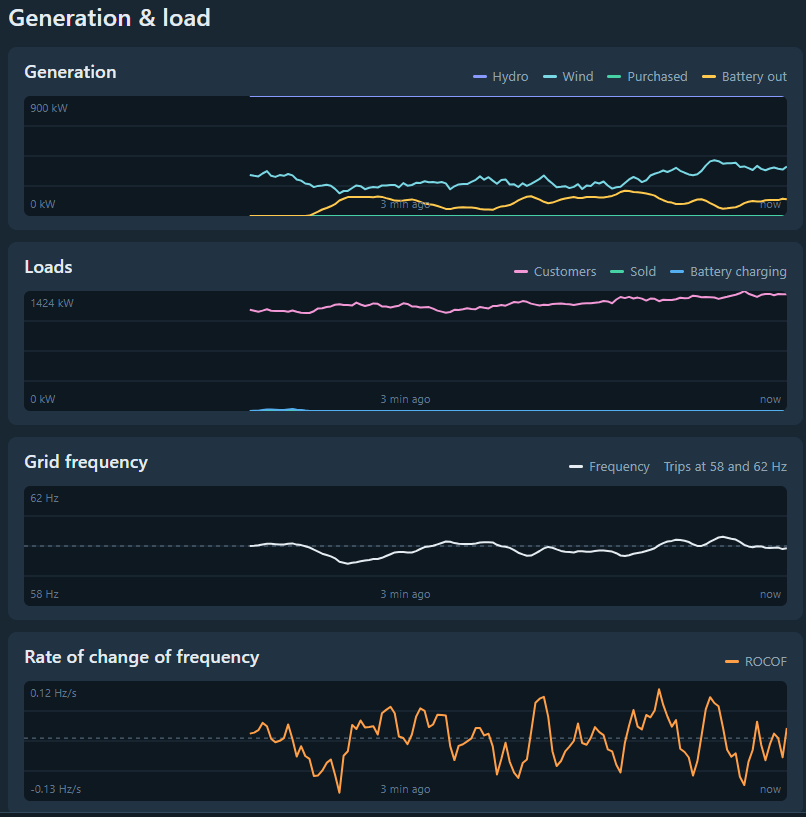 Generation & load
Generation
Hydro Wind Purchased Battery out
900 kW
0 kW 3 min ago now
Loads
Customers Sold Battery charging
1424 kW
0 kW 3 min ago now
Grid frequency
Frequency Trips at 58 and 62 Hz
62 Hz
58 Hz 3 min ago now
Rate of change of frequency
ROCOF
0.12 Hz/s
-0.13 Hz/s 3 min ago now